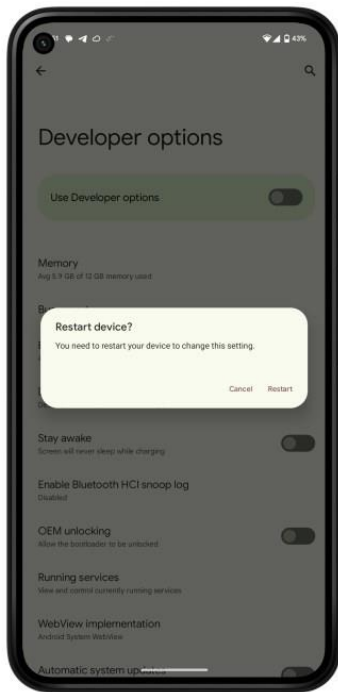 43%
Developer options
Use Developer options
Memory
Avg 5.9 GB of 12 GB memory used
Restart device?
You need to restart your device to change this setting.
Cancel Restart
Stay awake
Screen will never sleep while charging
Enable Bluetooth HCI snoop log
Disabled
OEM unlocking
Allow the bootloader to be unlocked
Running services
View and control currently running services
WebView implementation
Android System WebView
Automatic system updates